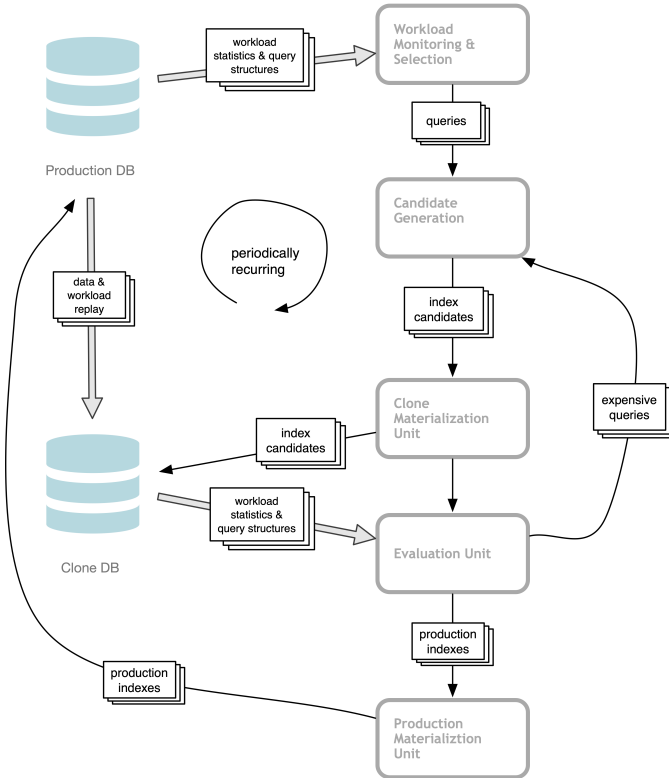 workload
statistics & query
structures
Workload
Monitoring &
Selection
Production DB
queries
Candidate
Generation
periodically
recurring
data &
workload
replay
index
candidates
Clone
Materialization
Unit
expensive
queries
index
candidates
workload
statistics &
query structures
Clone DB
Evaluation Unit
production
indexes
production
indexes
Production
Materializtion
Unit